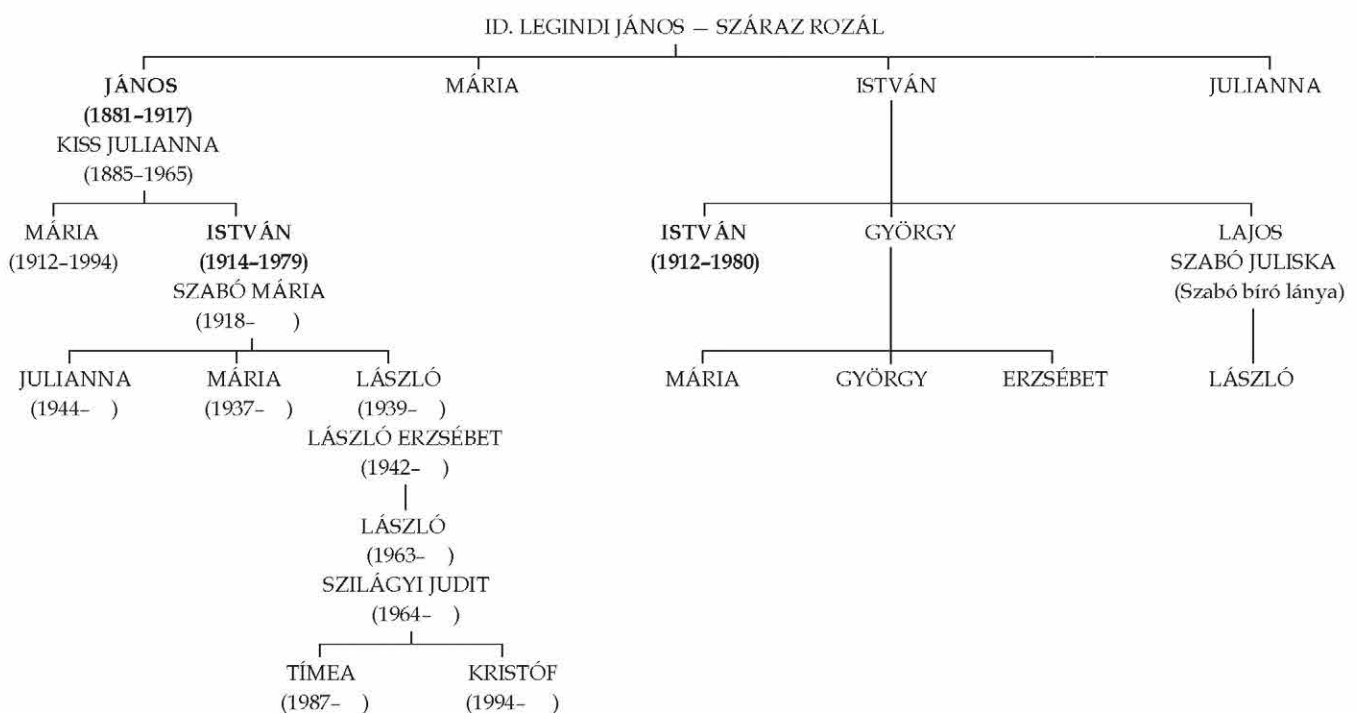 ID. LEGINDI JÁNOS — SZÁRAZ ROZÁL
JÁNOS MÁRIA ISTVÁN JULIANNA
(1881–1917)
KISS JULIANNA
(1885–1965)
MÁRIA ISTVÁN ISTVÁN GYÖRGY LAJOS
(1912–1994) (1914–1979) (1912–1980) SZABÓ JULISKA
SZABÓ MÁRIA (Szabó bíró lánya)
(1918– )
JULIANNA MÁRIA LÁSZLÓ MÁRIA GYÖRGY ERZSÉBET LÁSZLÓ
(1944– ) (1937– ) (1939– )
LÁSZLÓ ERZSÉBET
(1942– )
LÁSZLÓ
(1963– )
SZILÁGYI JUDIT
(1964– )
TÍMEA KRISTÓF
(1987– ) (1994– )